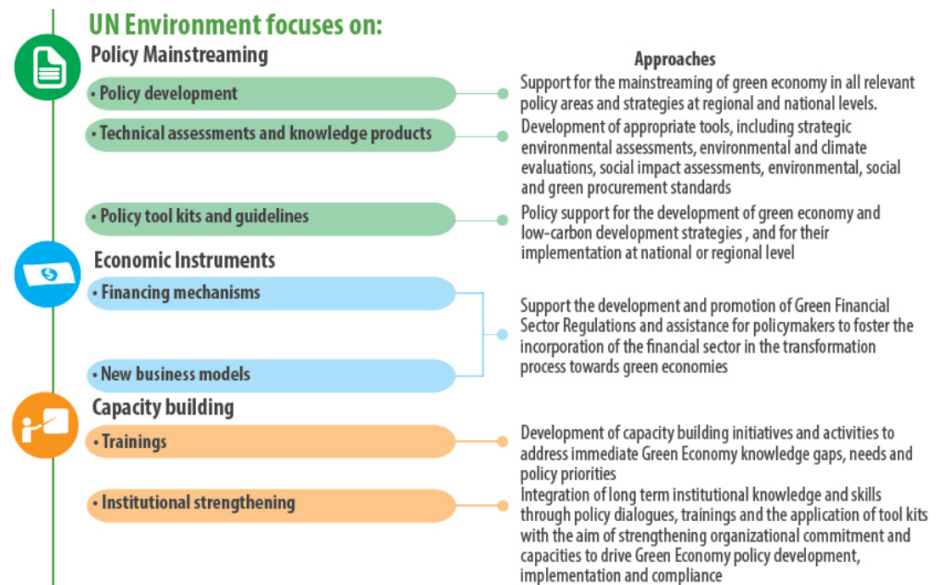 UN Environment focuses on:
Policy Mainstreaming
Approaches
• Policy development
Support for the mainstreaming of green economy in all relevant
policy areas and strategies at regional and national levels.
• Technical assessments and knowledge products
Development of appropriate tools, including strategic
environmental assessments, environmental and climate
evaluations, social impact assessments, environmental, social
and green procurement standards
• Policy tool kits and guidelines
Policy support for the development of green economy and
low-carbon development strategies , and for their
implementation at national or regional level
Economic Instruments
• Financing mechanisms
• New business models
Support the development and promotion of Green Financial
Sector Regulations and assistance for policymakers to foster the
incorporation of the financial sector in the transformation
process towards green economies
Capacity building
• Trainings
Development of capacity building initiatives and activities to
address immediate Green Economy knowledge gaps, needs and
policy priorities
• Institutional strengthening
Integration of long term institutional knowledge and skills
through policy dialogues, trainings and the application of tool kits
with the aim of strengthening organizational commitment and
capacities to drive Green Economy policy development,
implementation and compliance